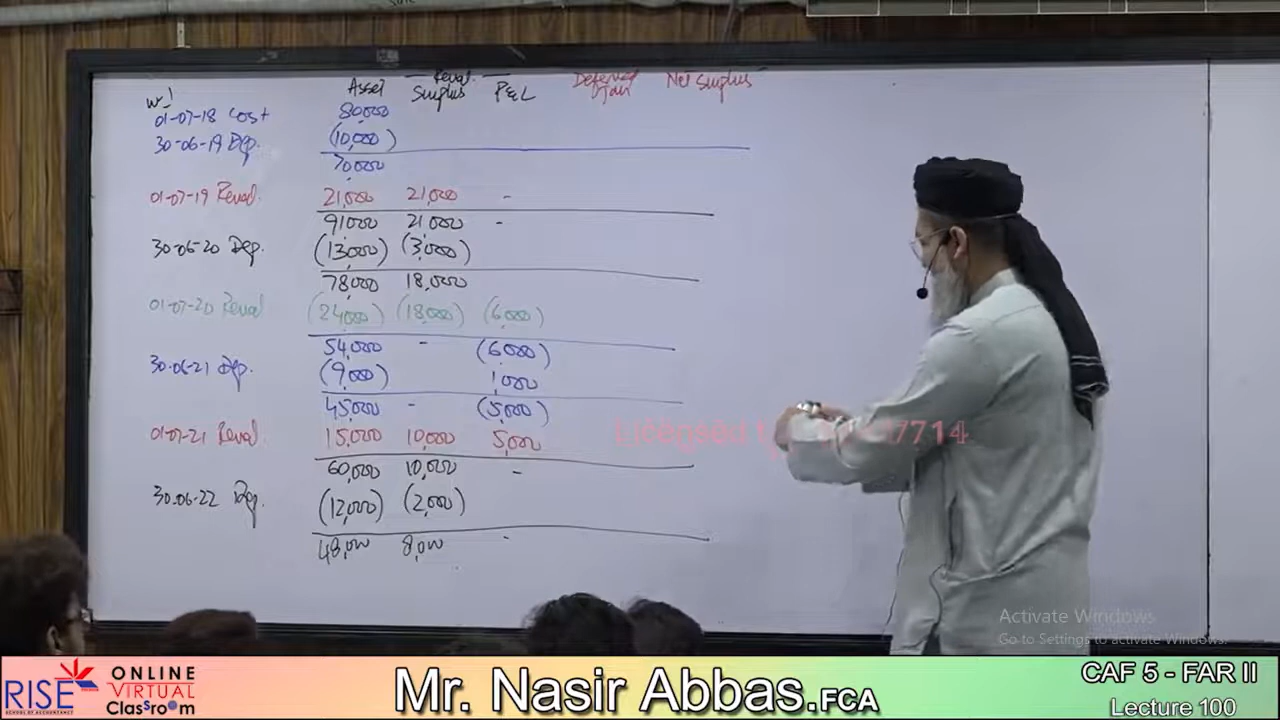 W-1
Asset Reval. Surplus P&L Deferred Tax Net Surplus
01-07-18 Cost 80,000
30-06-19 Dep. (10,000)
70,000
01-07-19 Reval. 21,000 21,000 -
91,000 21,000 -
30-06-20 Dep. (13,000) (3,000)
78,000 18,000
01-07-20 Reval (24,000) (18,000) (6,000)
54,000 - (6,000)
30-06-21 Dep. (9,000) 1,000
45,000 - (5,000)
01-07-21 Reval. 15,000 10,000 5,000
60,000 10,000 -
30-06-22 Dep. (12,000) (2,000)
48,000 8,000 -
Licensed 7714
Activate Windows
Go to Settings to activate Windows.
RISE
SCHOOL OF ACCOUNTANCY
ONLINE
VIRTUAL
Classroom
Mr. Nasir Abbas.FCA
CAF 5 - FAR II
Lecture 100